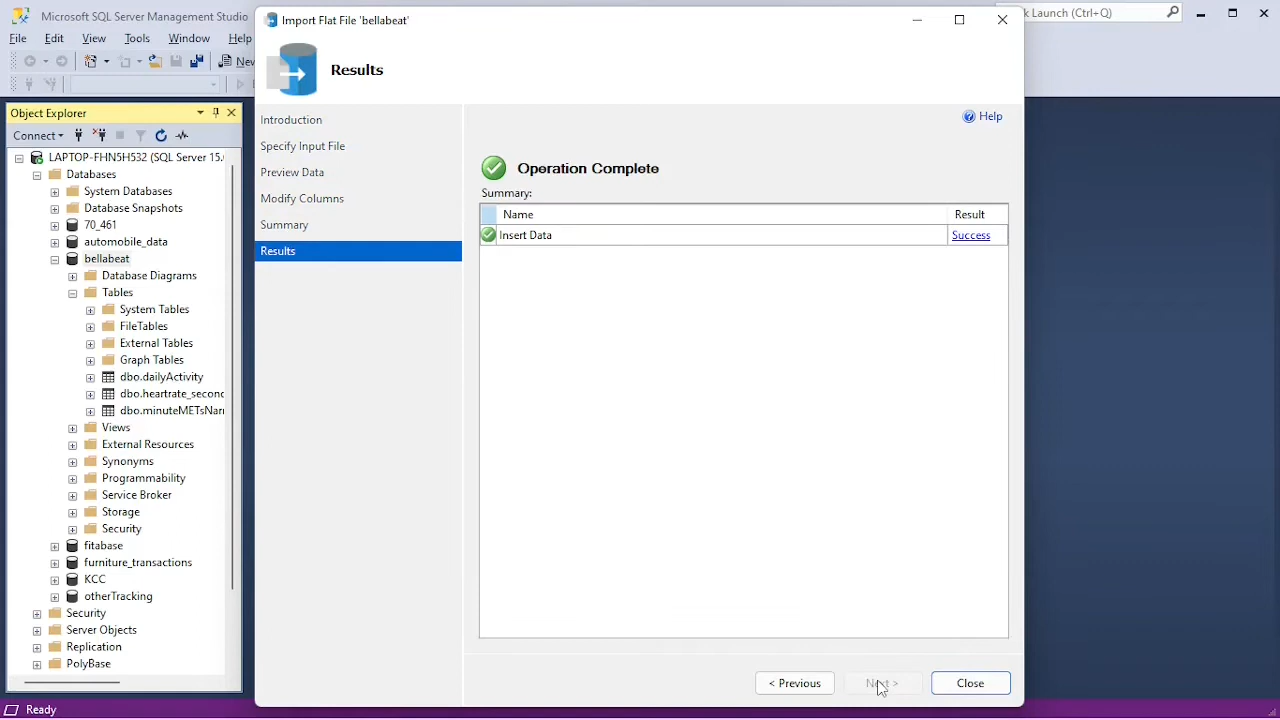 Microsoft SQL Server Management Studio
Import Flat File 'bellabeat'
Launch (Ctrl+Q)
File Edit View Tools Window Help
Results
Object Explorer
Connect
Help
LAPTOP-FHN5H532 (SQL Server 15.
Databases
System Databases
Database Snapshots
70_461
automobile_data
bellabeat
Database Diagrams
Tables
System Tables
FileTables
External Tables
Graph Tables
dbo.dailyActivity
dbo.heartrate_secon
dbo.minuteMETsNar
Views
External Resources
Synonyms
Programmability
Service Broker
Storage
Security
fitabase
furniture_transactions
KCC
otherTracking
Security
Server Objects
Replication
PolyBase
Introduction
Specify Input File
Preview Data
Modify Columns
Summary
Results
Operation Complete
Summary:
Name Result
Insert Data Success
< Previous Next > Close
Ready